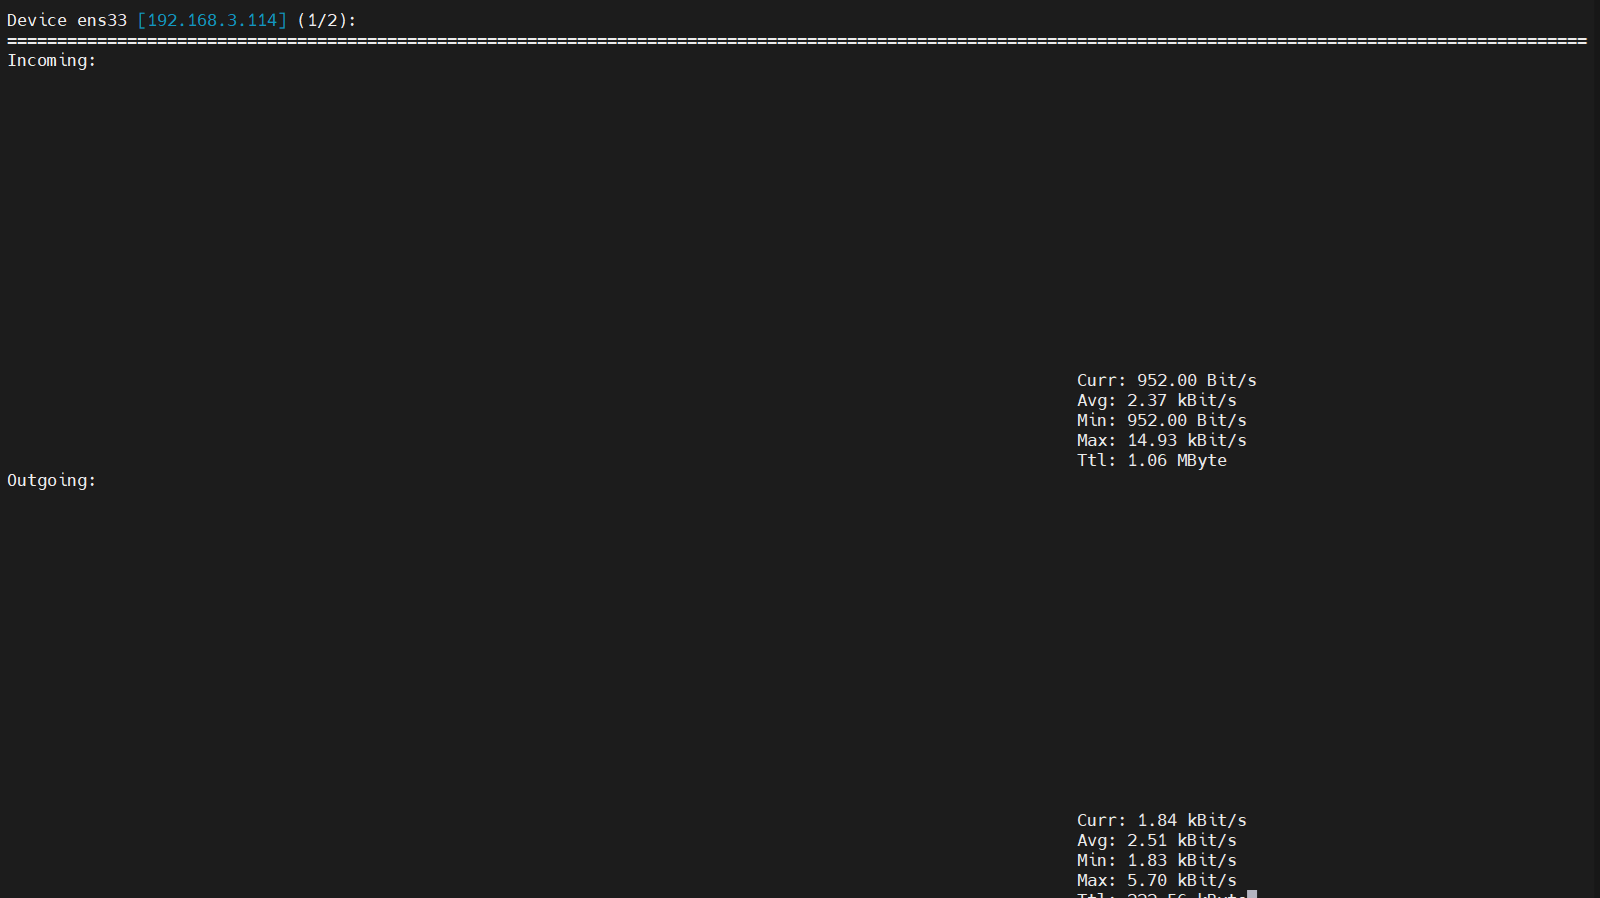 Device ens33 [192.168.3.114] (1/2):
==============================================================================================================================================================
Incoming:
Curr: 952.00 Bit/s
Avg: 2.37 kBit/s
Min: 952.00 Bit/s
Max: 14.93 kBit/s
Ttl: 1.06 MByte
Outgoing:
Curr: 1.84 kBit/s
Avg: 2.51 kBit/s
Min: 1.83 kBit/s
Max: 5.70 kBit/s
Ttl: kByte